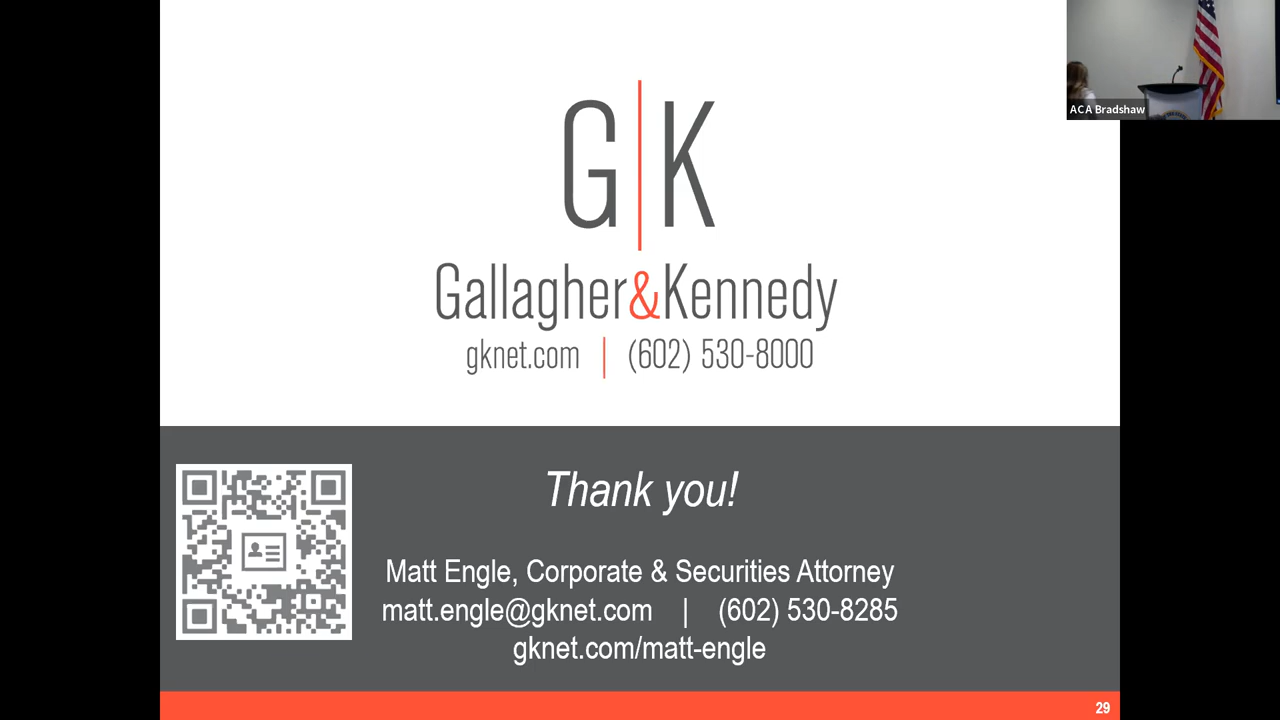 G|K
Gallagher&Kennedy
gknet.com | (602) 530-8000
ACA Bradshaw
Thank you!
Matt Engle, Corporate & Securities Attorney
matt.engle@gknet.com | (602) 530-8285
gknet.com/matt-engle
29